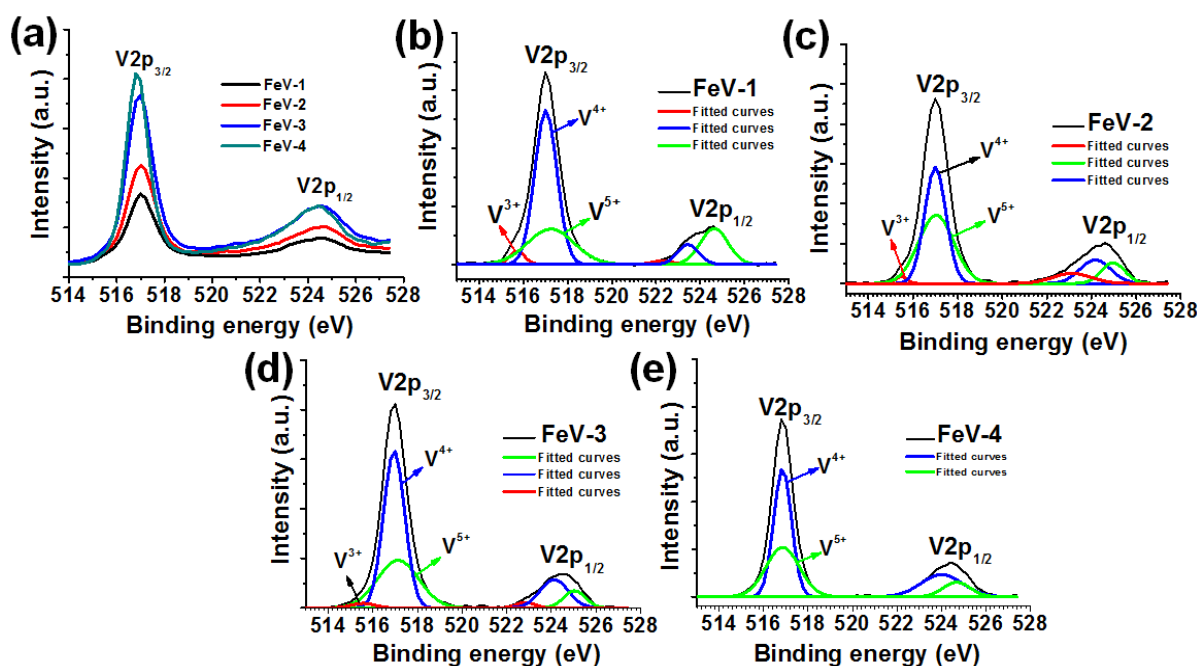 (a)
Intensity (a.u.)
V2p3/2
V2p1/2
FeV-1
FeV-2
FeV-3
FeV-4
514 516 518 520 522 524 526 528
Binding energy (eV)
(b)
Intensity (a.u.)
V2p3/2
V4+
V3+
V5+
V2p1/2
FeV-1
Fitted curves
Fitted curves
Fitted curves
514 516 518 520 522 524 526 528
Binding energy (eV)
(c)
Intensity (a.u.)
V2p3/2
V4+
V3+
V5+
V2p1/2
FeV-2
Fitted curves
Fitted curves
Fitted curves
514 516 518 520 522 524 526 528
Binding energy (eV)
(d)
Intensity (a.u.)
V2p3/2
V4+
V3+
V5+
V2p1/2
FeV-3
Fitted curves
Fitted curves
Fitted curves
514 516 518 520 522 524 526 528
Binding energy (eV)
(e)
Intensity (a.u.)
V2p3/2
V4+
V5+
V2p1/2
FeV-4
Fitted curves
Fitted curves
514 516 518 520 522 524 526 528
Binding energy (eV)